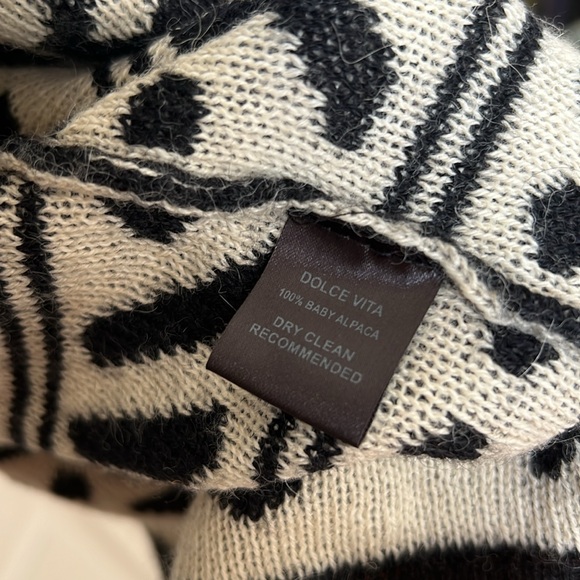 DOLCE VITA
100% BABY ALPACA
DRY CLEAN
RECOMMENDED